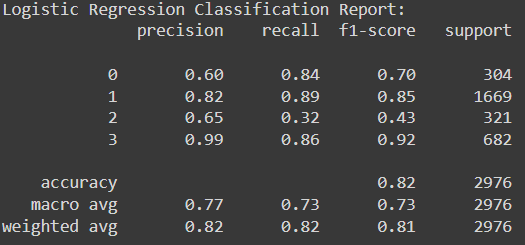 Logistic Regression Classification Report:
precision recall f1-score support
0 0.60 0.84 0.70 304
1 0.82 0.89 0.85 1669
2 0.65 0.32 0.43 321
3 0.99 0.86 0.92 682
accuracy 0.82 2976
macro avg 0.77 0.73 0.73 2976
weighted avg 0.82 0.82 0.81 2976